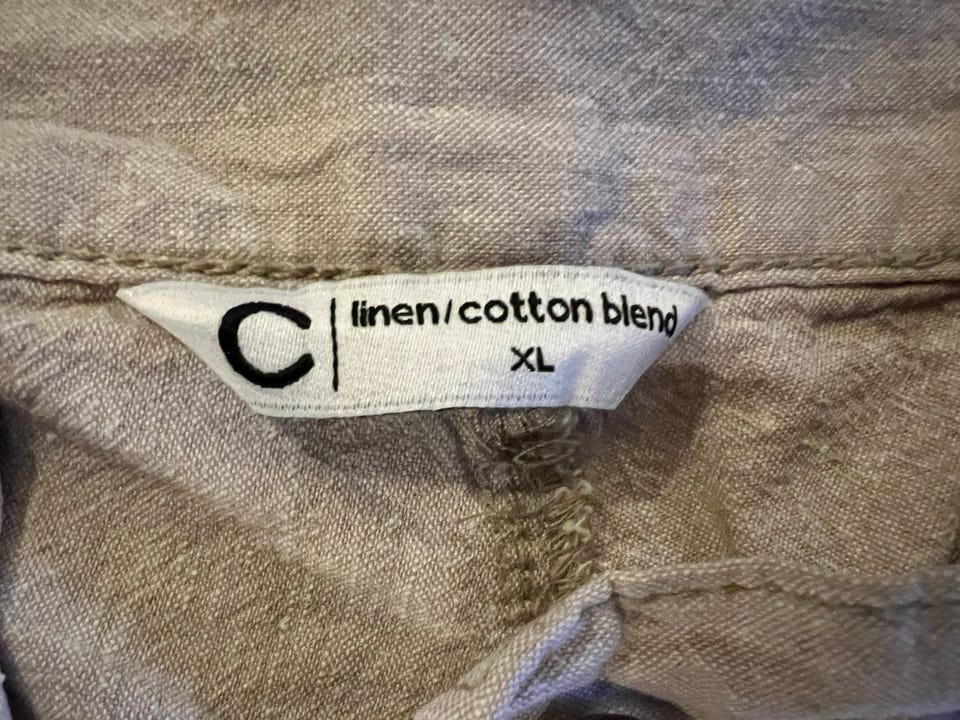 C | linen/cotton blend
XL